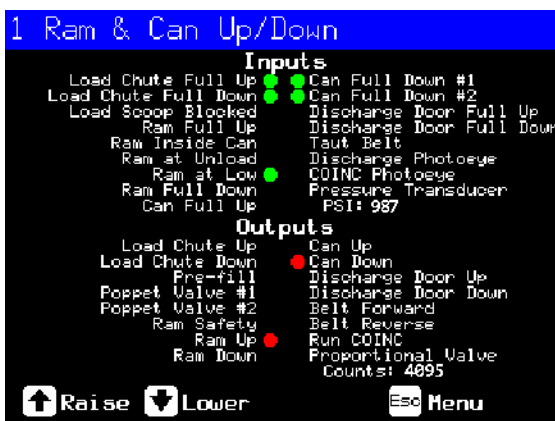 1 Ram & Can Up/Down
Inputs
Load Chute Full Up Can Full Down #1
Load Chute Full Down Can Full Down #2
Load Scoop Blocked Discharge Door Full Up
Ram Full Up Discharge Door Full Down
Ram Inside Can Taut Belt
Ram at Unload Discharge Photoeye
Ram at Low COINC Photoeye
Ram Full Down Pressure Transducer
Can Full Up PSI: 987
Outputs
Load Chute Up Can Up
Load Chute Down Can Down
Pre-fill Discharge Door Up
Poppet Valve #1 Discharge Door Down
Poppet Valve #2 Belt Forward
Ram Safety Belt Reverse
Ram Up Run COINC
Ram Down Proportional Valve
Counts: 4095
Raise Lower Esc Menu